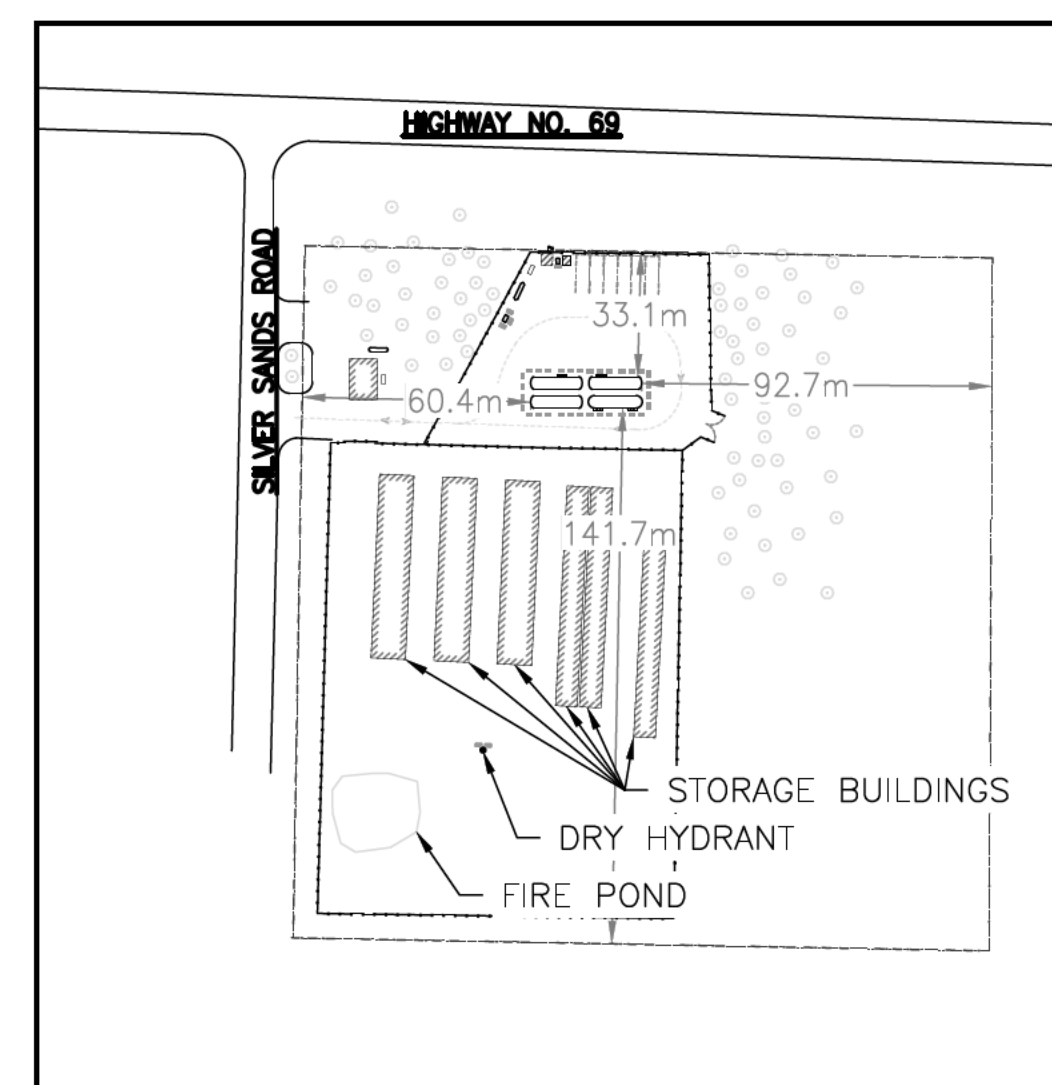 HIGHWAY NO. 69
SILVER SANDS ROAD
33.1m
92.7m
60.4m
141.7m
STORAGE BUILDINGS
DRY HYDRANT
FIRE POND